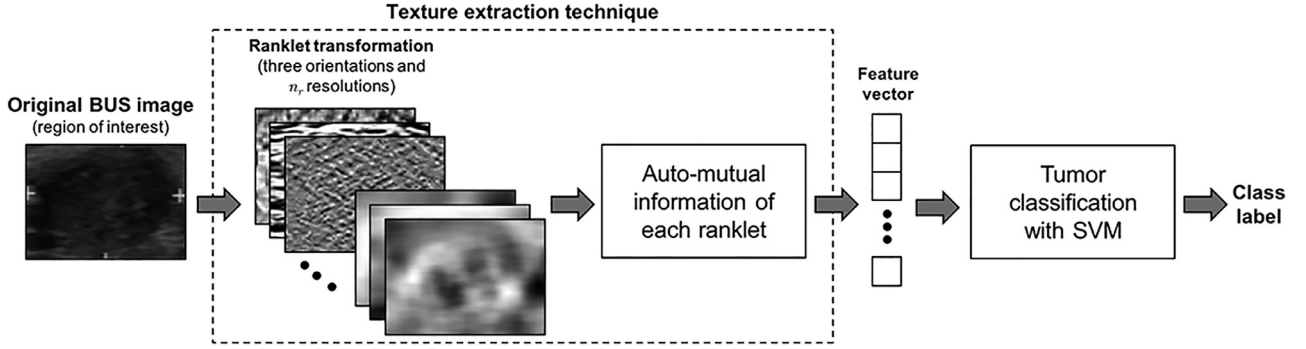 Texture extraction technique
Ranklet transformation
(three orientations and
n_r resolutions)
Original BUS image
(region of interest)
Auto-mutual
information of
each ranklet
Feature
vector
Tumor
classification
with SVM
Class
label